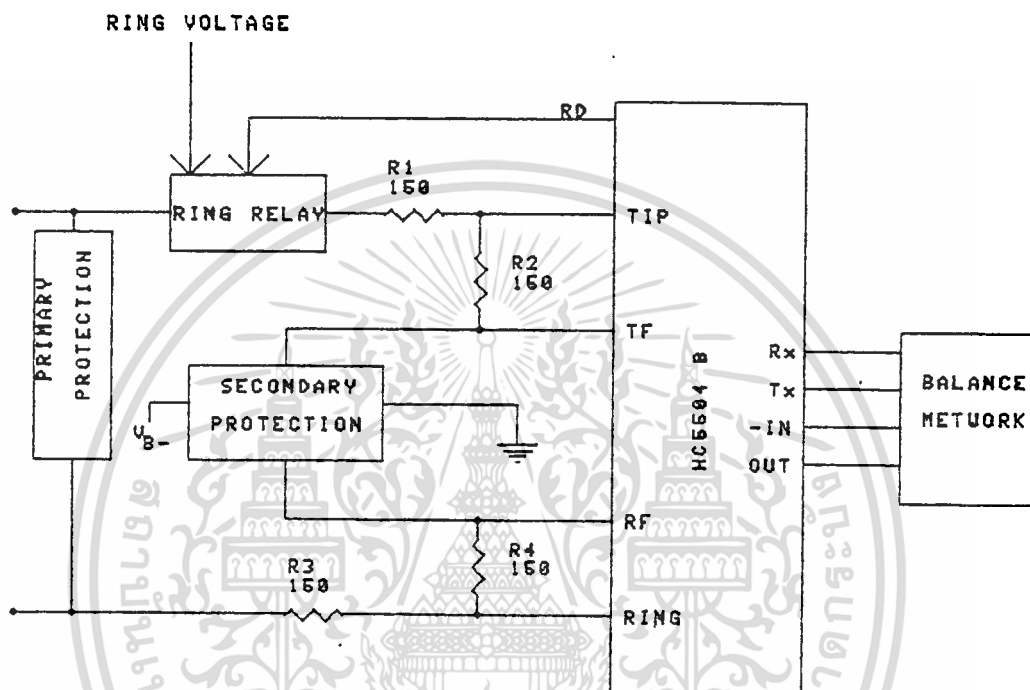 RING VOLTAGE
RD
R1
150
RING RELAY
TIP
PRIMARY
PROTECTION
R2
150
TF
SECONDARY
PROTECTION
VB-
HC5504 B
Rx
Tx
-IN
OUT
BALANCE
METWORK
RF
R3
150
R4
150
RING